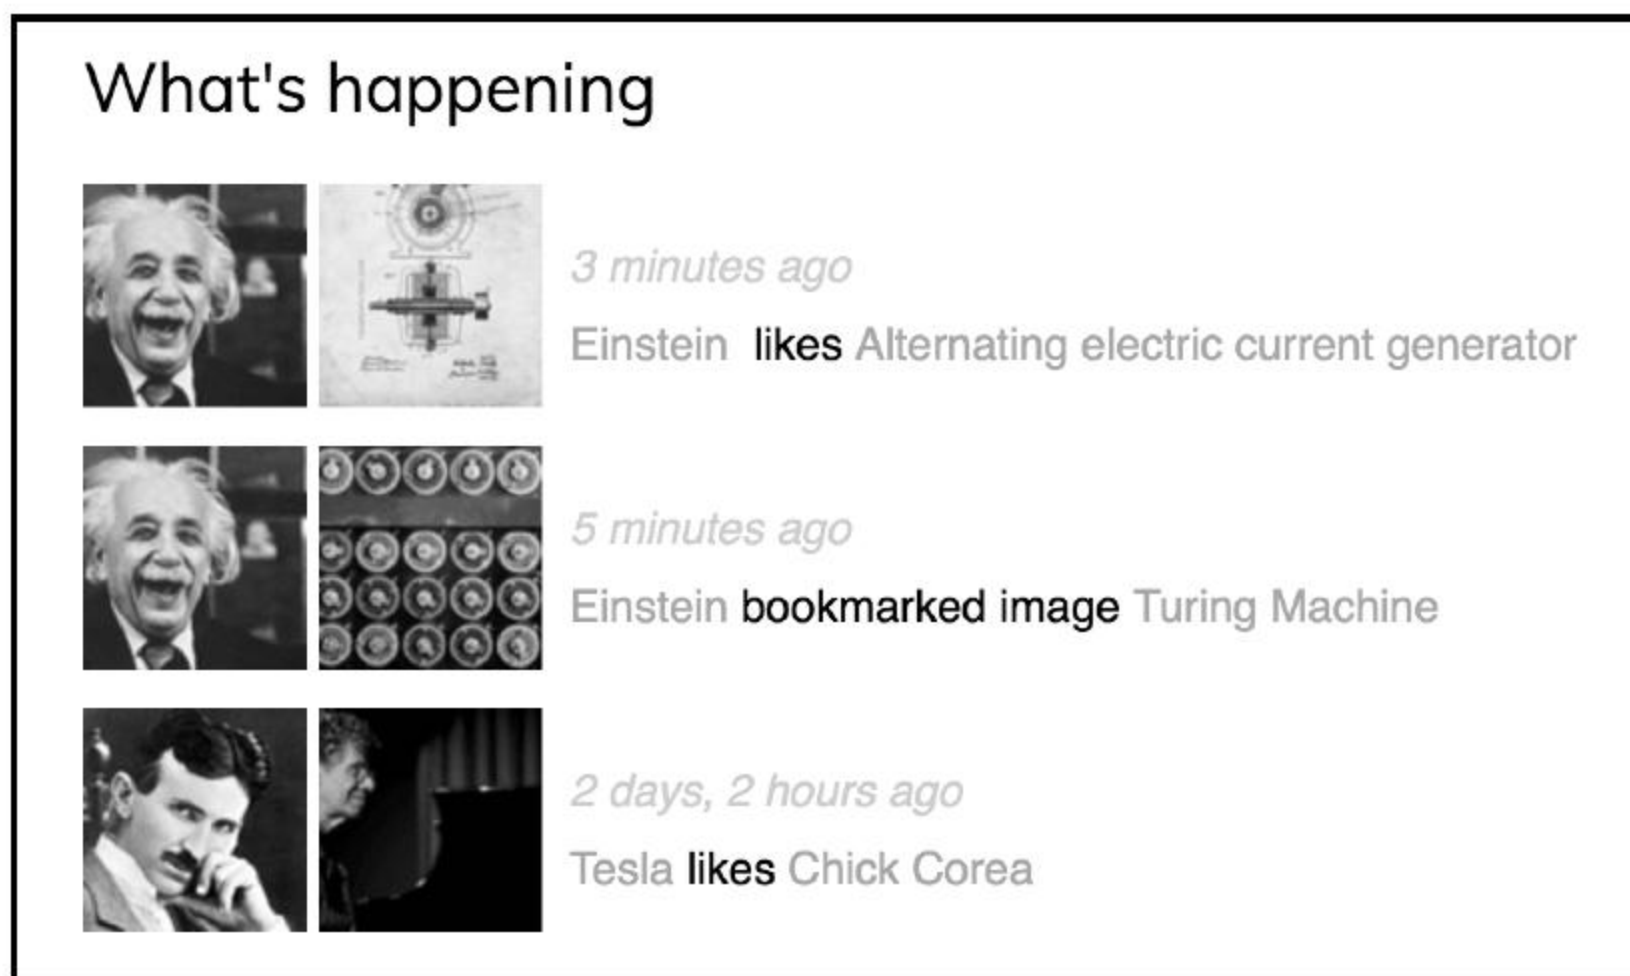 What's happening
3 minutes ago
Einstein likes Alternating electric current generator
5 minutes ago
Einstein bookmarked image Turing Machine
2 days, 2 hours ago
Tesla likes Chick Corea